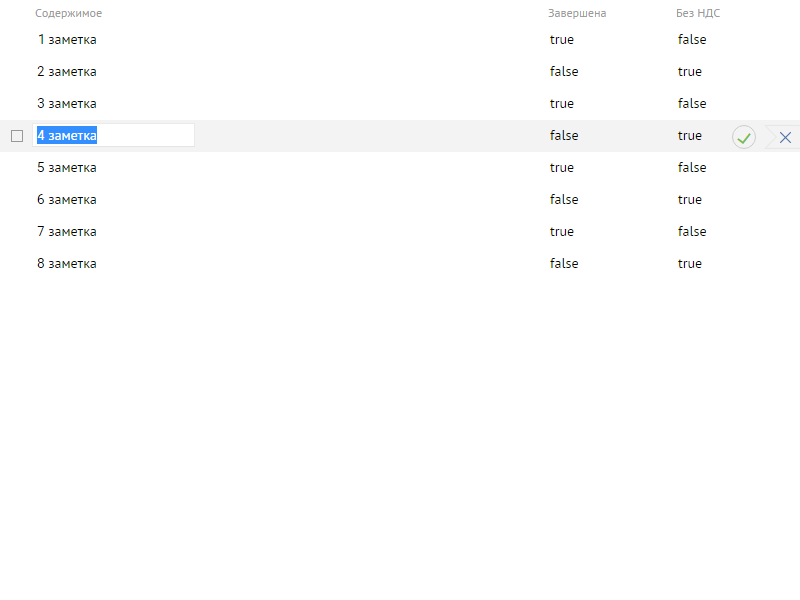 Содержимое Завершена Без НДС
1 заметка true false
2 заметка false true
3 заметка true false
4 заметка false true
5 заметка true false
6 заметка false true
7 заметка true false
8 заметка false true